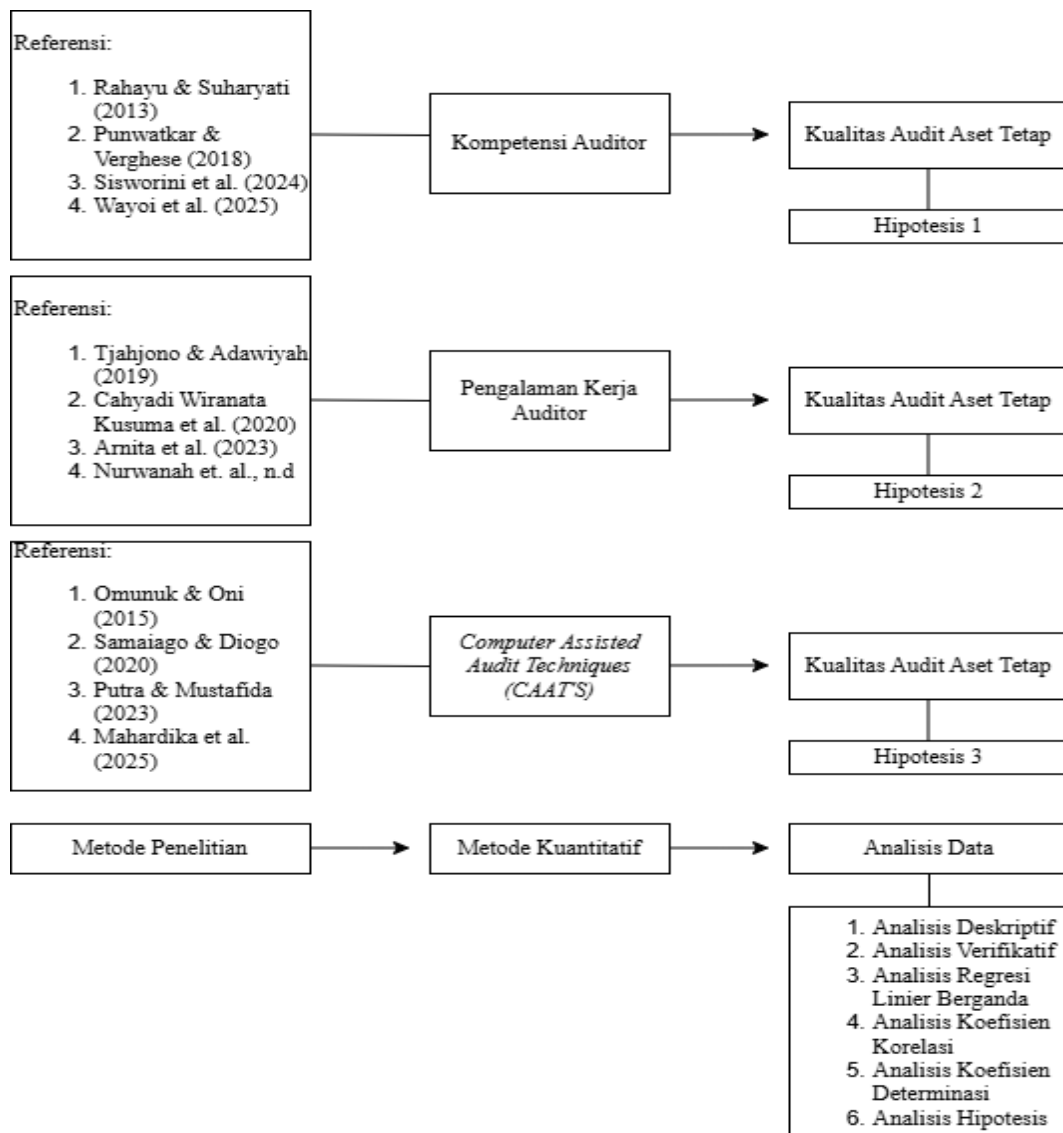 Referensi:
1. Rahayu & Suharyati
(2013)
2. Punwatkar &
Verghese (2018)
3. Sisworini et al. (2024)
4. Wayoi et al. (2025)
Kompetensi Auditor
Kualitas Audit Aset Tetap
Hipotesis 1
Referensi:
1. Tjahjono & Adawiyah
(2019)
2. Cahyadi Wiranata
Kusuma et al. (2020)
3. Arnita et al. (2023)
4. Nurwanah et. al., n.d
Pengalaman Kerja
Auditor
Kualitas Audit Aset Tetap
Hipotesis 2
Referensi:
1. Omunuk & Oni
(2015)
2. Samaiago & Diogo
(2020)
3. Putra & Mustafida
(2023)
4. Mahardika et al.
(2025)
Computer Assisted
Audit Techniques
(CAAT'S)
Kualitas Audit Aset Tetap
Hipotesis 3
Metode Penelitian
Metode Kuantitatif
Analisis Data
1. Analisis Deskriptif
2. Analisis Verifikatif
3. Analisis Regresi
Linier Berganda
4. Analisis Koefisien
Korelasi
5. Analisis Koefisien
Determinasi
6. Analisis Hipotesis